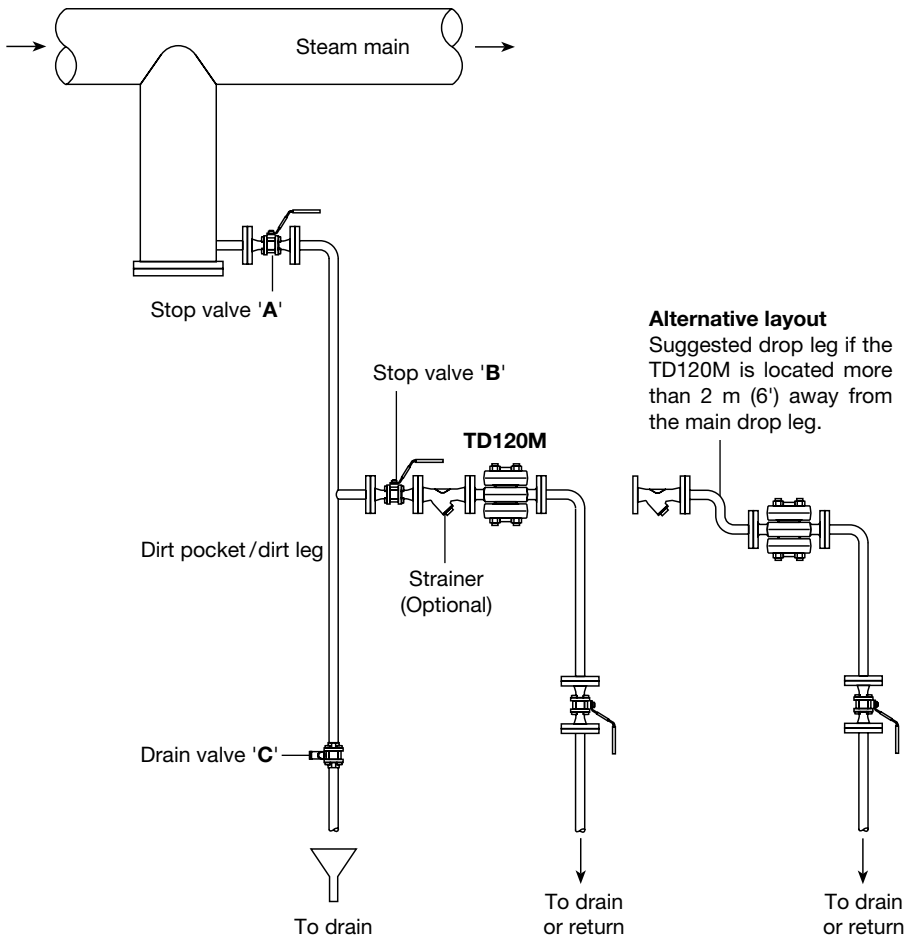 Steam main
Stop valve 'A'
Alternative layout
Suggested drop leg if the
TD120M is located more
than 2 m (6') away from
the main drop leg.
Stop valve 'B'
TD120M
Dirt pocket/dirt leg
Strainer
(Optional)
Drain valve 'C'
To drain
To drain
or return
To drain
or return